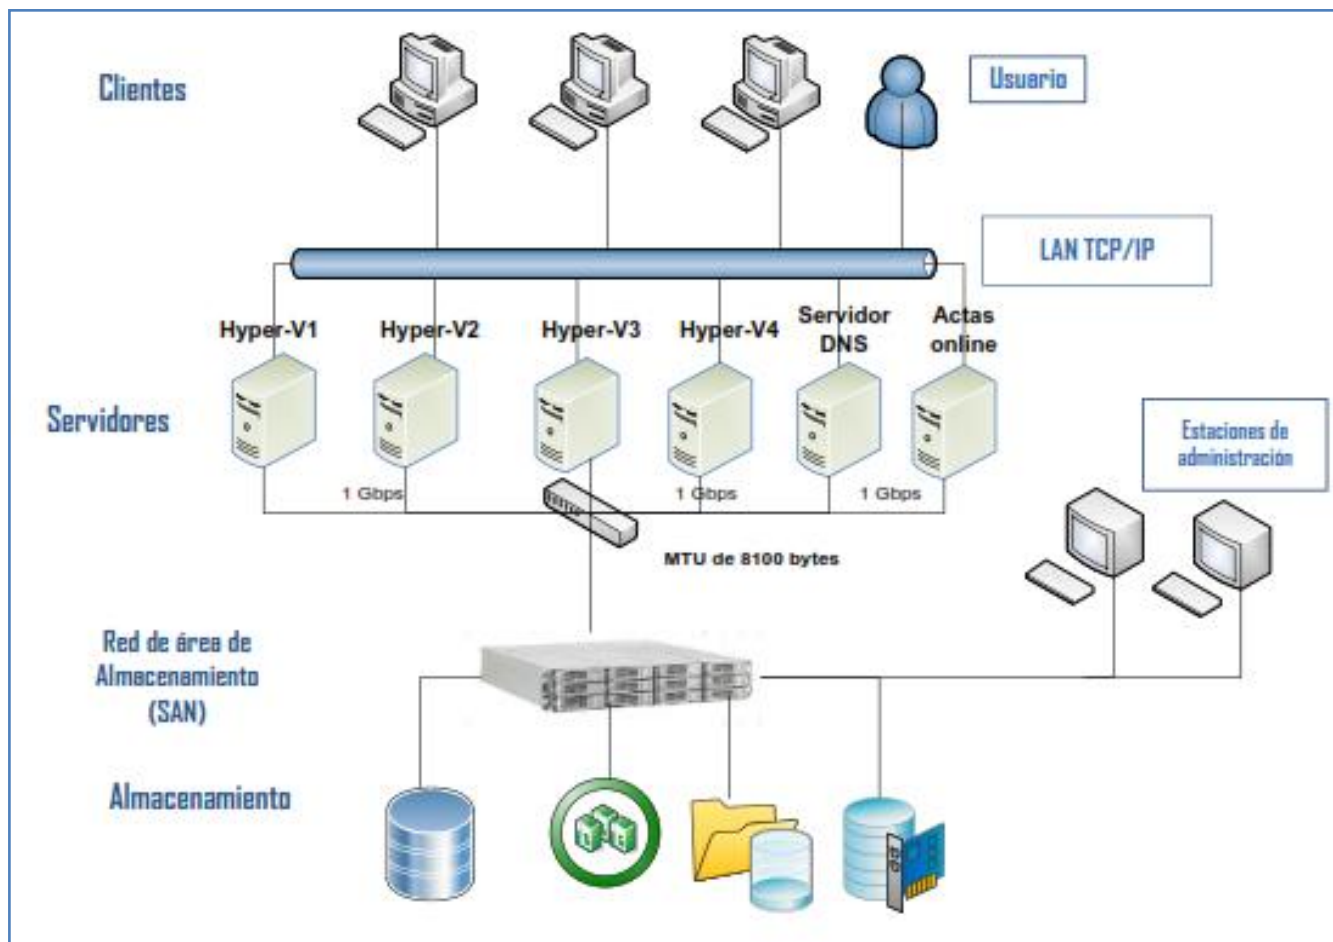 Clientes
Usuario
LAN TCP/IP
Hyper-V1
Hyper-V2
Hyper-V3
Hyper-V4
Servidor
DNS
Actas
online
Servidores
Estaciones de
administración
1 Gbps
1 Gbps
1 Gbps
MTU de 8100 bytes
Red de área de
Almacenamiento
(SAN)
Almacenamiento